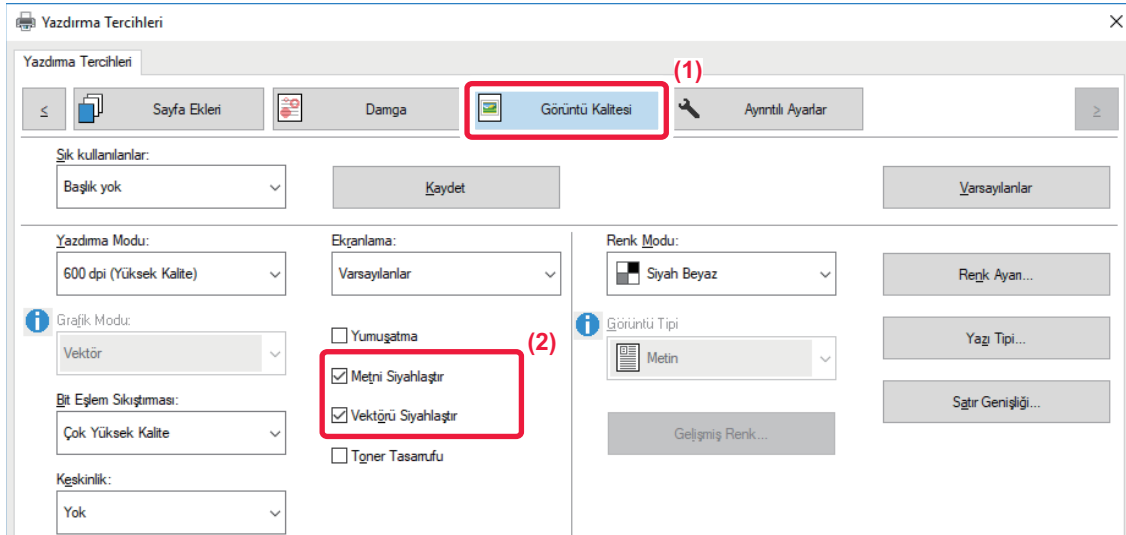 Yazdırma Tercihleri
Yazdırma Tercihleri
(1)
< Sayfa Ekleri Damga Görüntü Kalitesi Ayrıntılı Ayarlar >
Sık kullanılanlar:
Başlık yok Kaydet Varsayılanlar
Yazdırma Modu: Ekranlama: Renk Modu:
600 dpi (Yüksek Kalite) Varsayılanlar Siyah Beyaz Renk Ayarı...
Grafik Modu: Yumuşatma (2) Görüntü Tipi
Vektör Metin Yazı Tipi...
Metni Siyahlaştır
Bit Eşlem Sıkıştırması: Vektörü Siyahlaştır Satır Genişliği...
Çok Yüksek Kalite Gelişmiş Renk...
Toner Tasarrufu
Keskinlik:
Yok